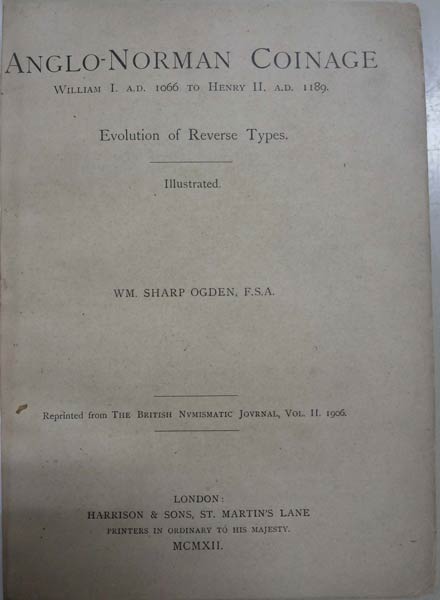 ANGLO-NORMAN COINAGE
WILLIAM I. A.D. 1066 TO HENRY II. A.D. 1189.
Evolution of Reverse Types.
Illustrated.
WM. SHARP OGDEN, F.S.A.
Reprinted from THE BRITISH NVMISMATIC JOVRNAL, VOL. II. 1906.
LONDON:
HARRISON & SONS, ST. MARTIN'S LANE
PRINTERS IN ORDINARY TO HIS MAJESTY.
MCMXII.